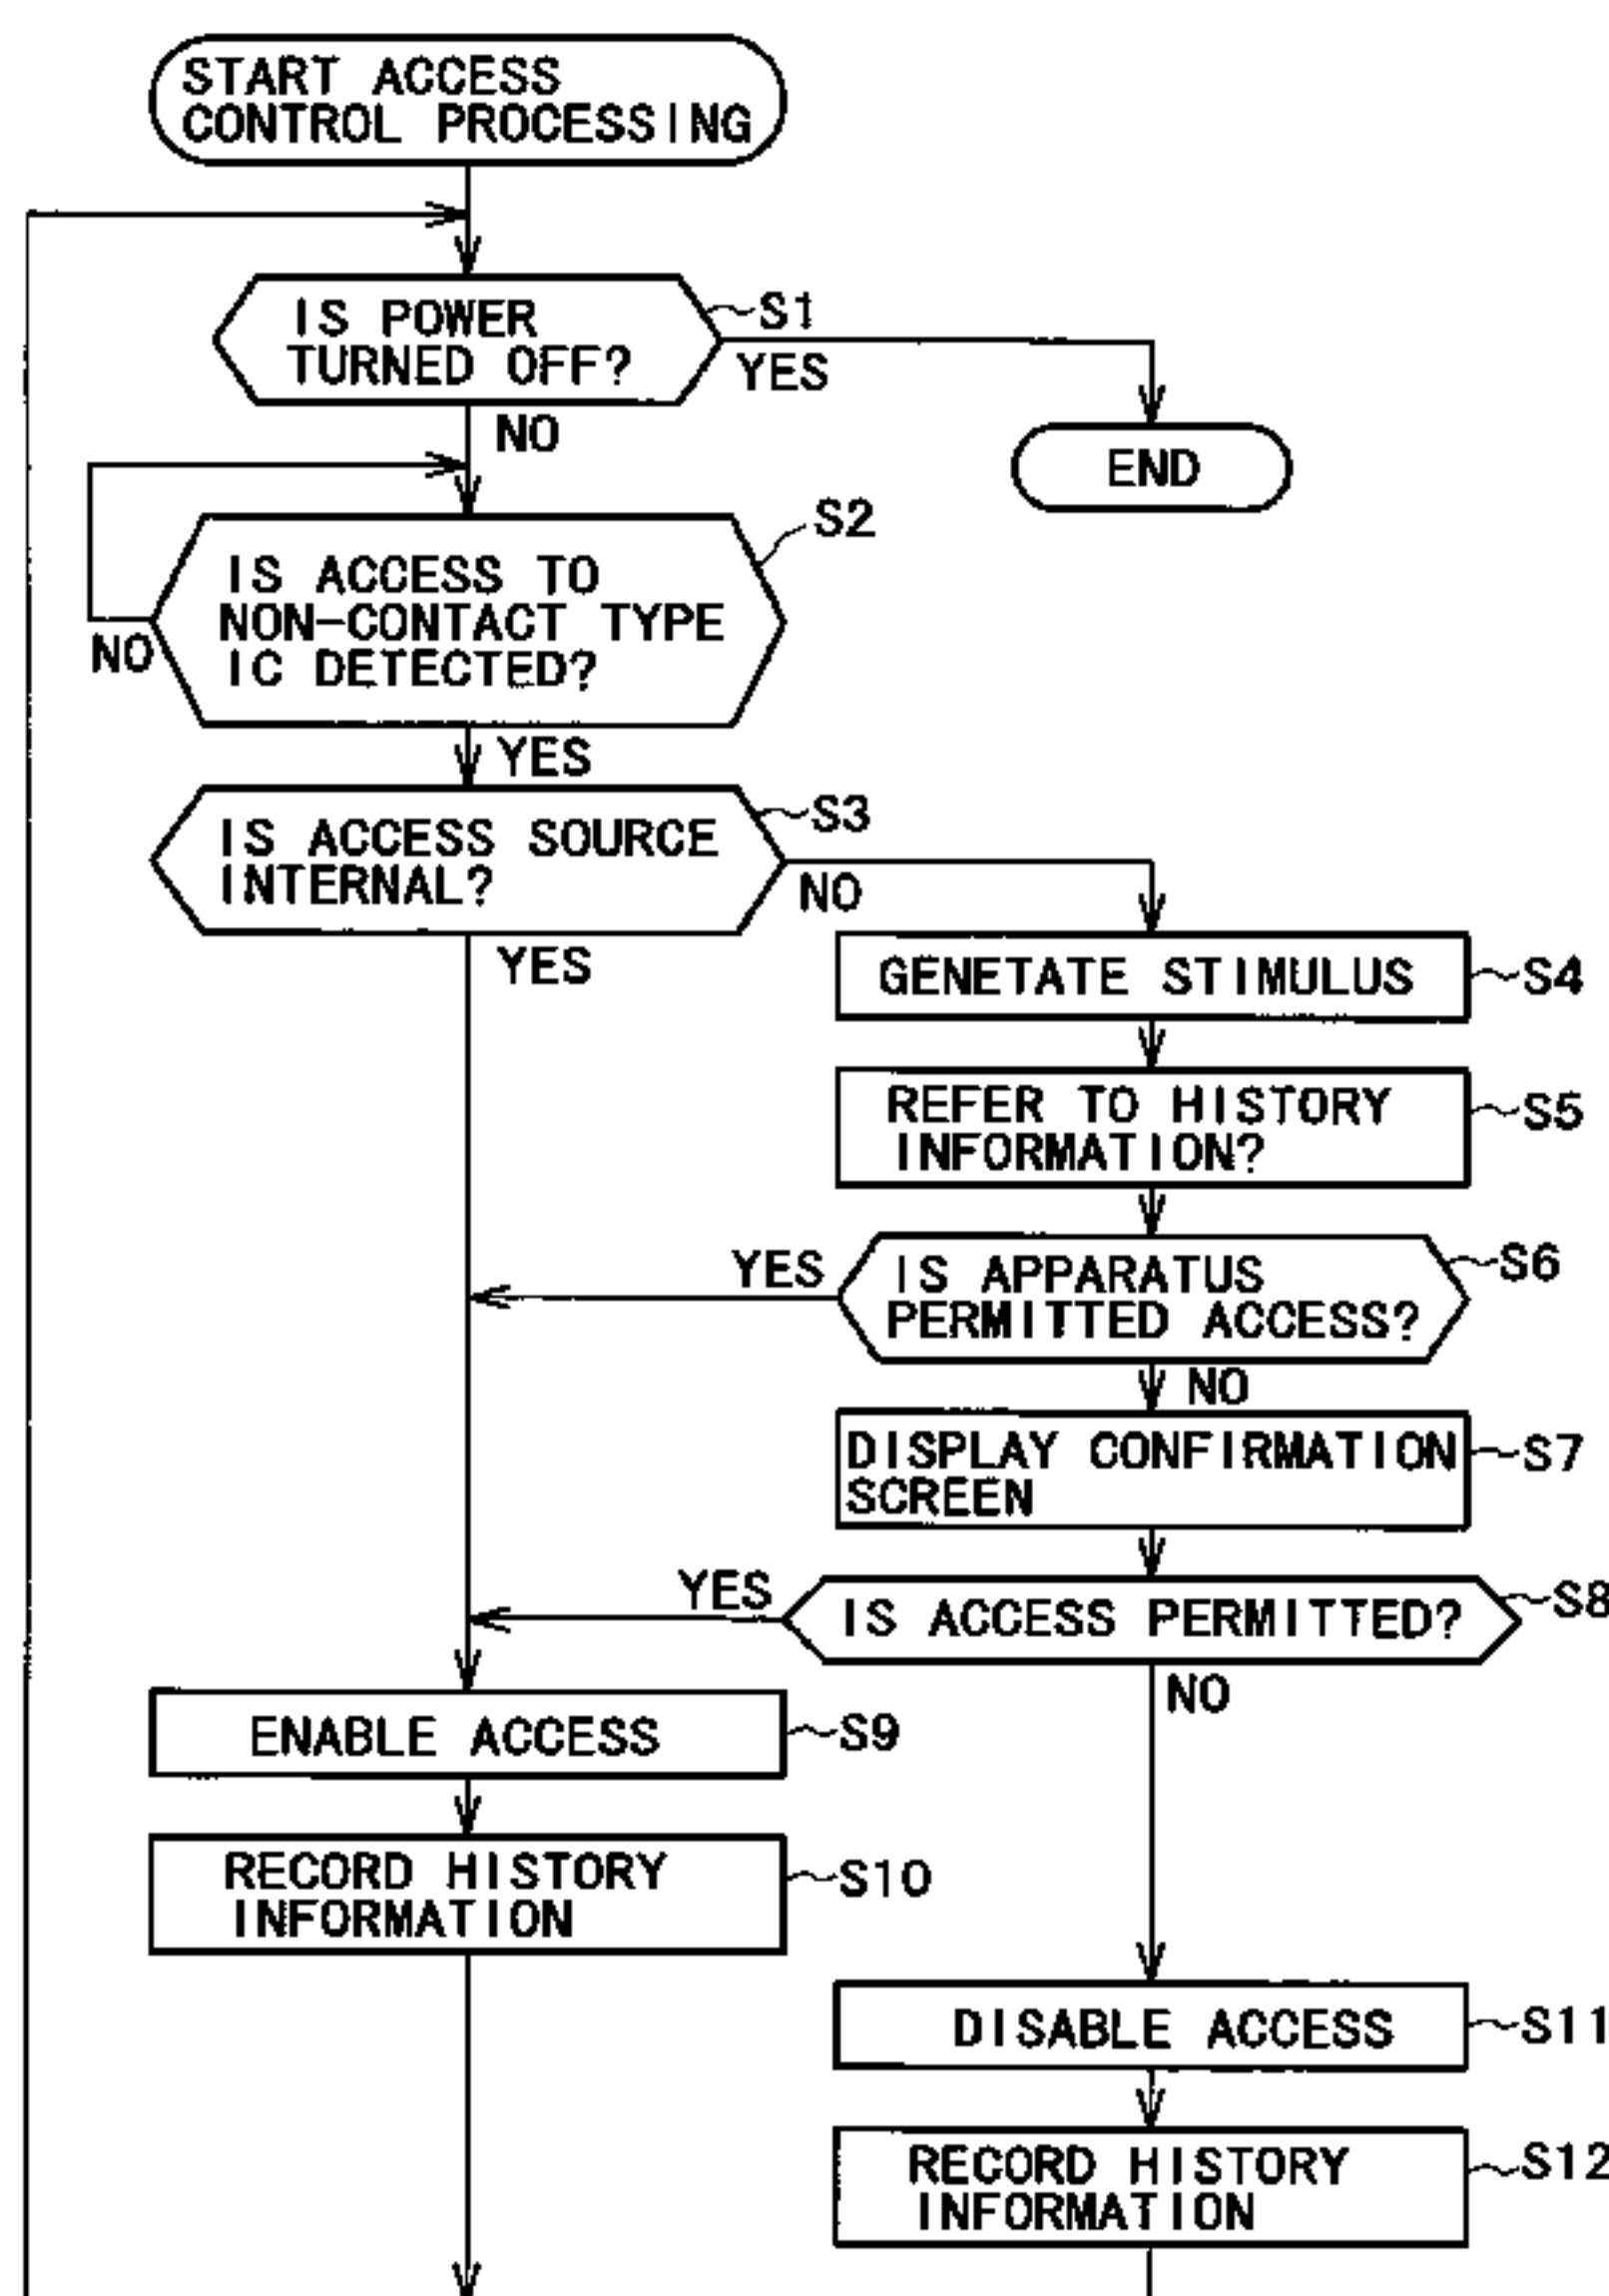 START ACCESS
CONTROL PROCESSING
IS POWER
TURNED OFF?
S1
YES
NO
END
IS ACCESS TO
NON-CONTACT TYPE
IC DETECTED?
S2
NO
YES
IS ACCESS SOURCE
INTERNAL?
S3
NO
YES
GENETATE STIMULUS
S4
REFER TO HISTORY
INFORMATION?
S5
IS APPARATUS
PERMITTED ACCESS?
S6
YES
NO
DISPLAY CONFIRMATION
SCREEN
S7
IS ACCESS PERMITTED?
S8
YES
NO
ENABLE ACCESS
S9
RECORD HISTORY
INFORMATION
S10
DISABLE ACCESS
S11
RECORD HISTORY
INFORMATION
S12